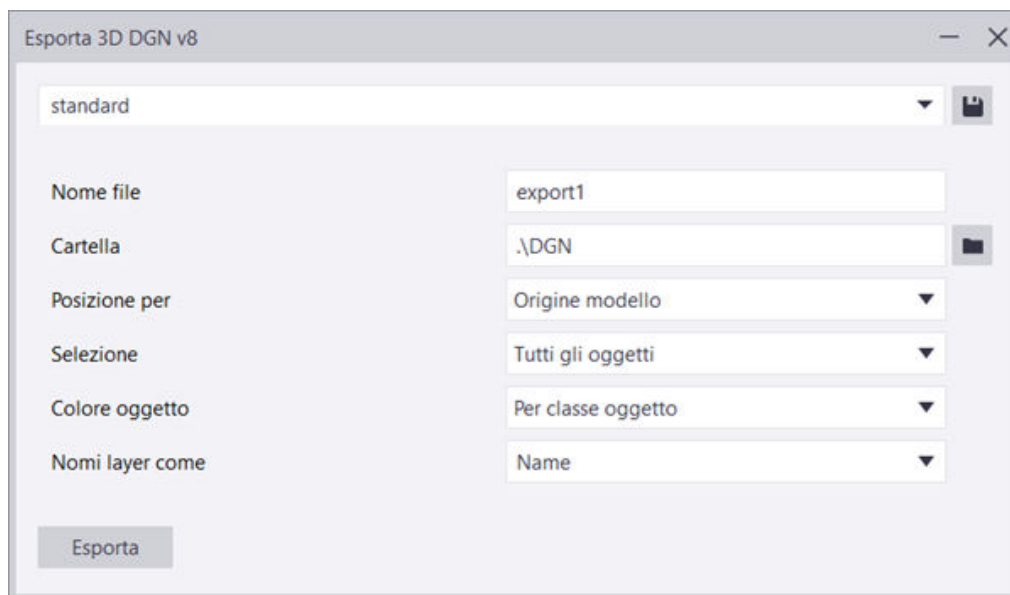 Esporta 3D DGN v8
standard
Nome file export1
Cartella .\DGN
Posizione per Origine modello
Selezione Tutti gli oggetti
Colore oggetto Per classe oggetto
Nomi layer come Name
Esporta